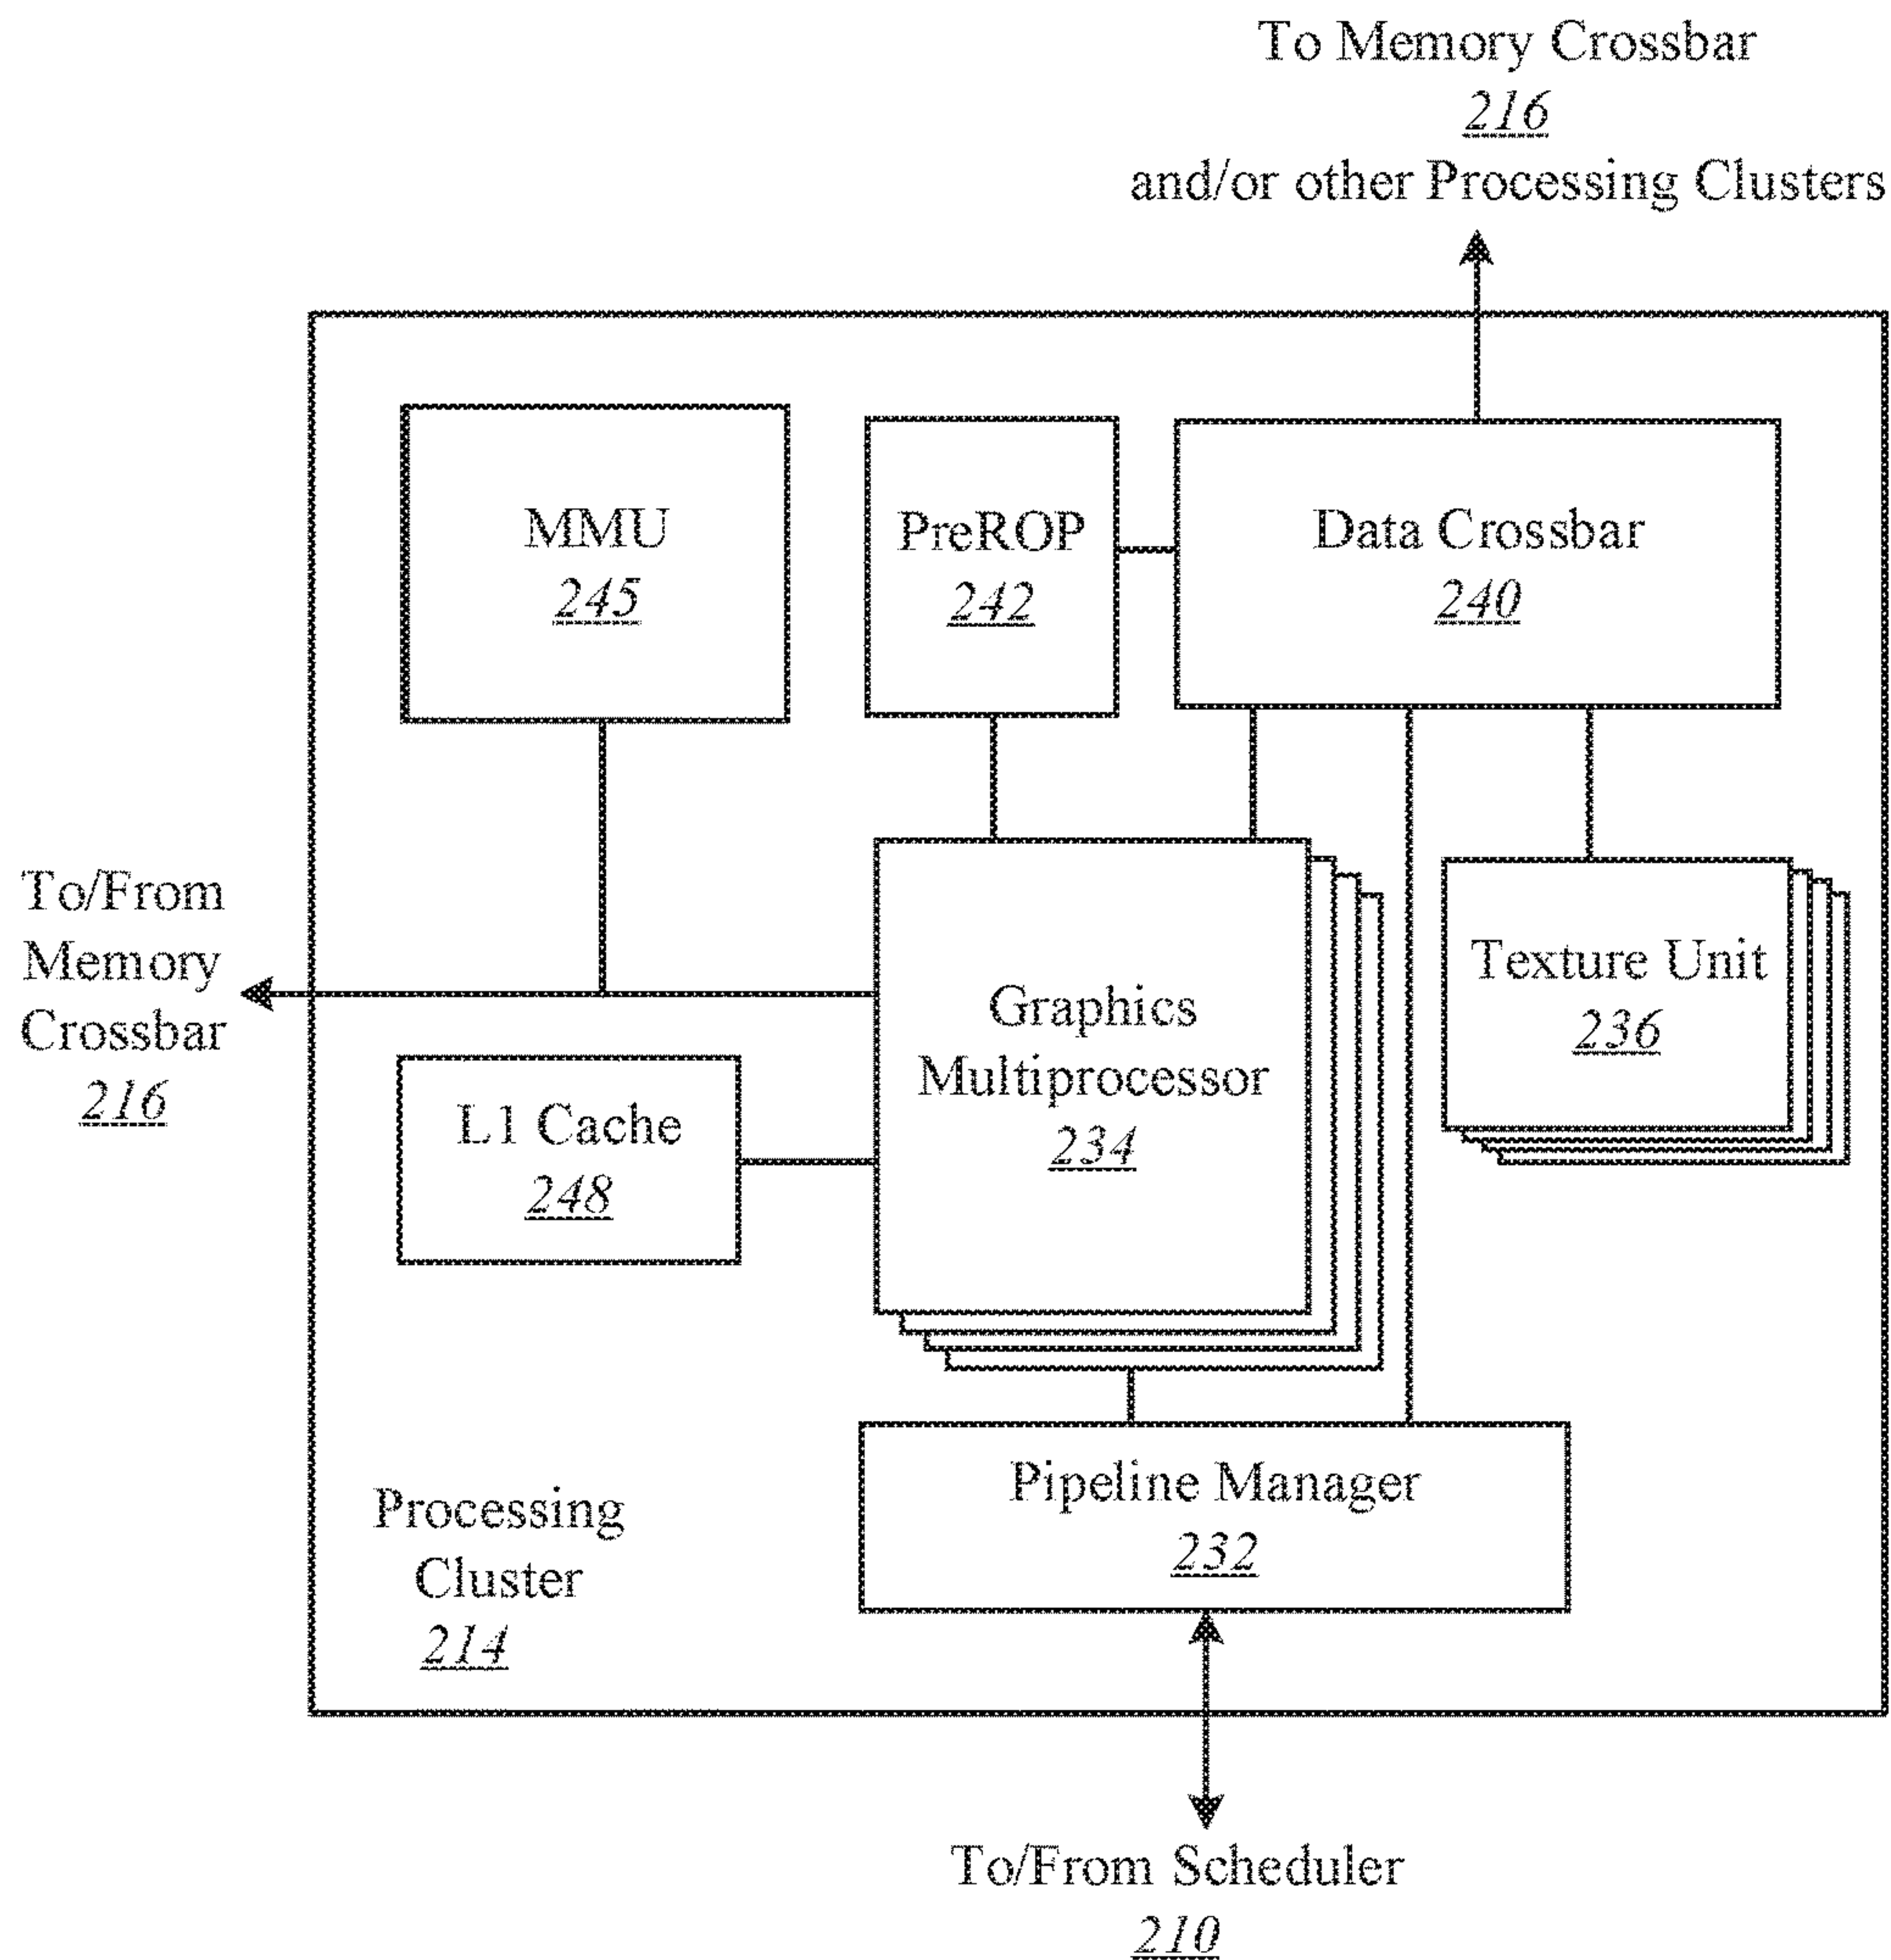 To Memory Crossbar
216
and/or other Processing Clusters
MMU
245
PreROP
242
Data Crossbar
240
To/From
Memory
Crossbar
216
Graphics
Multiprocessor
234
Texture Unit
236
L1 Cache
248
Pipeline Manager
232
Processing
Cluster
214
To/From Scheduler
210